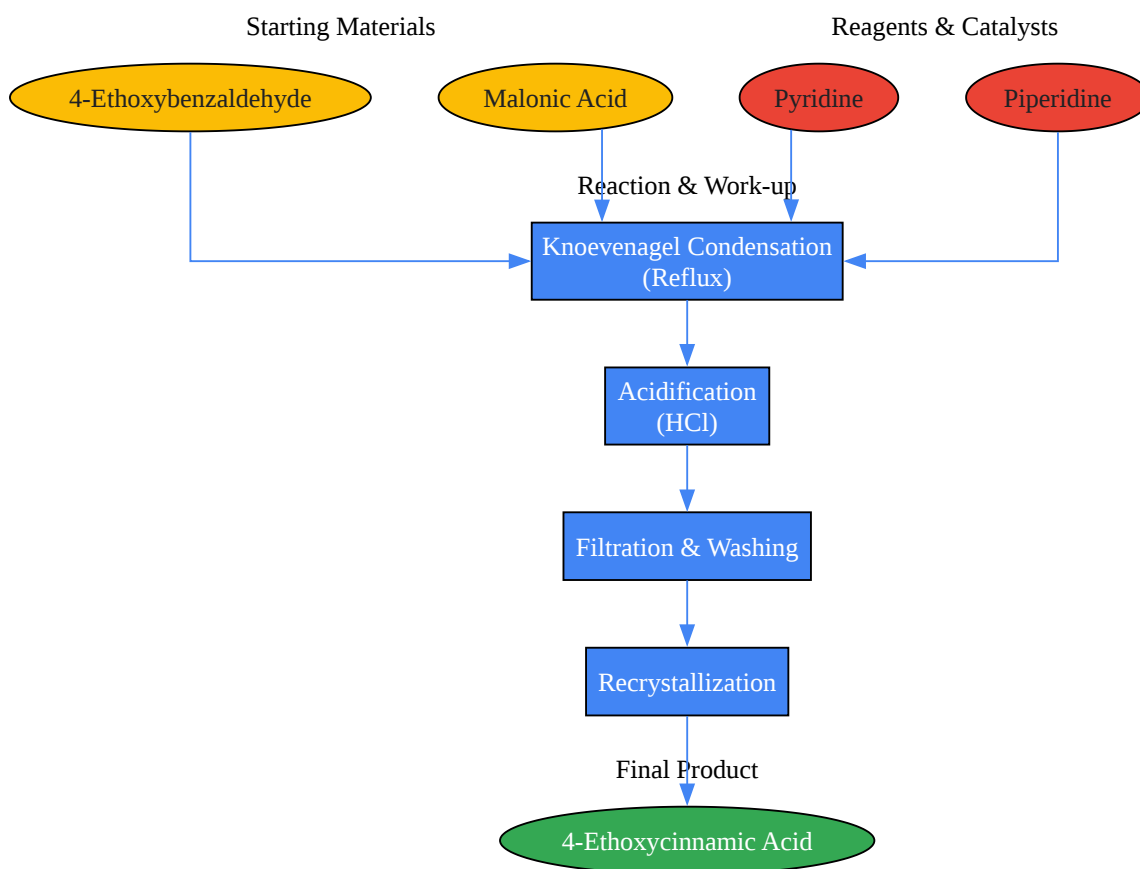 Starting Materials
Reagents & Catalysts
4-Ethoxybenzaldehyde
Malonic Acid
Pyridine
Piperidine
Reaction & Work-up
Knoevenagel Condensation
(Reflux)
Acidification
(HCl)
Filtration & Washing
Recrystallization
Final Product
4-Ethoxycinnamic Acid